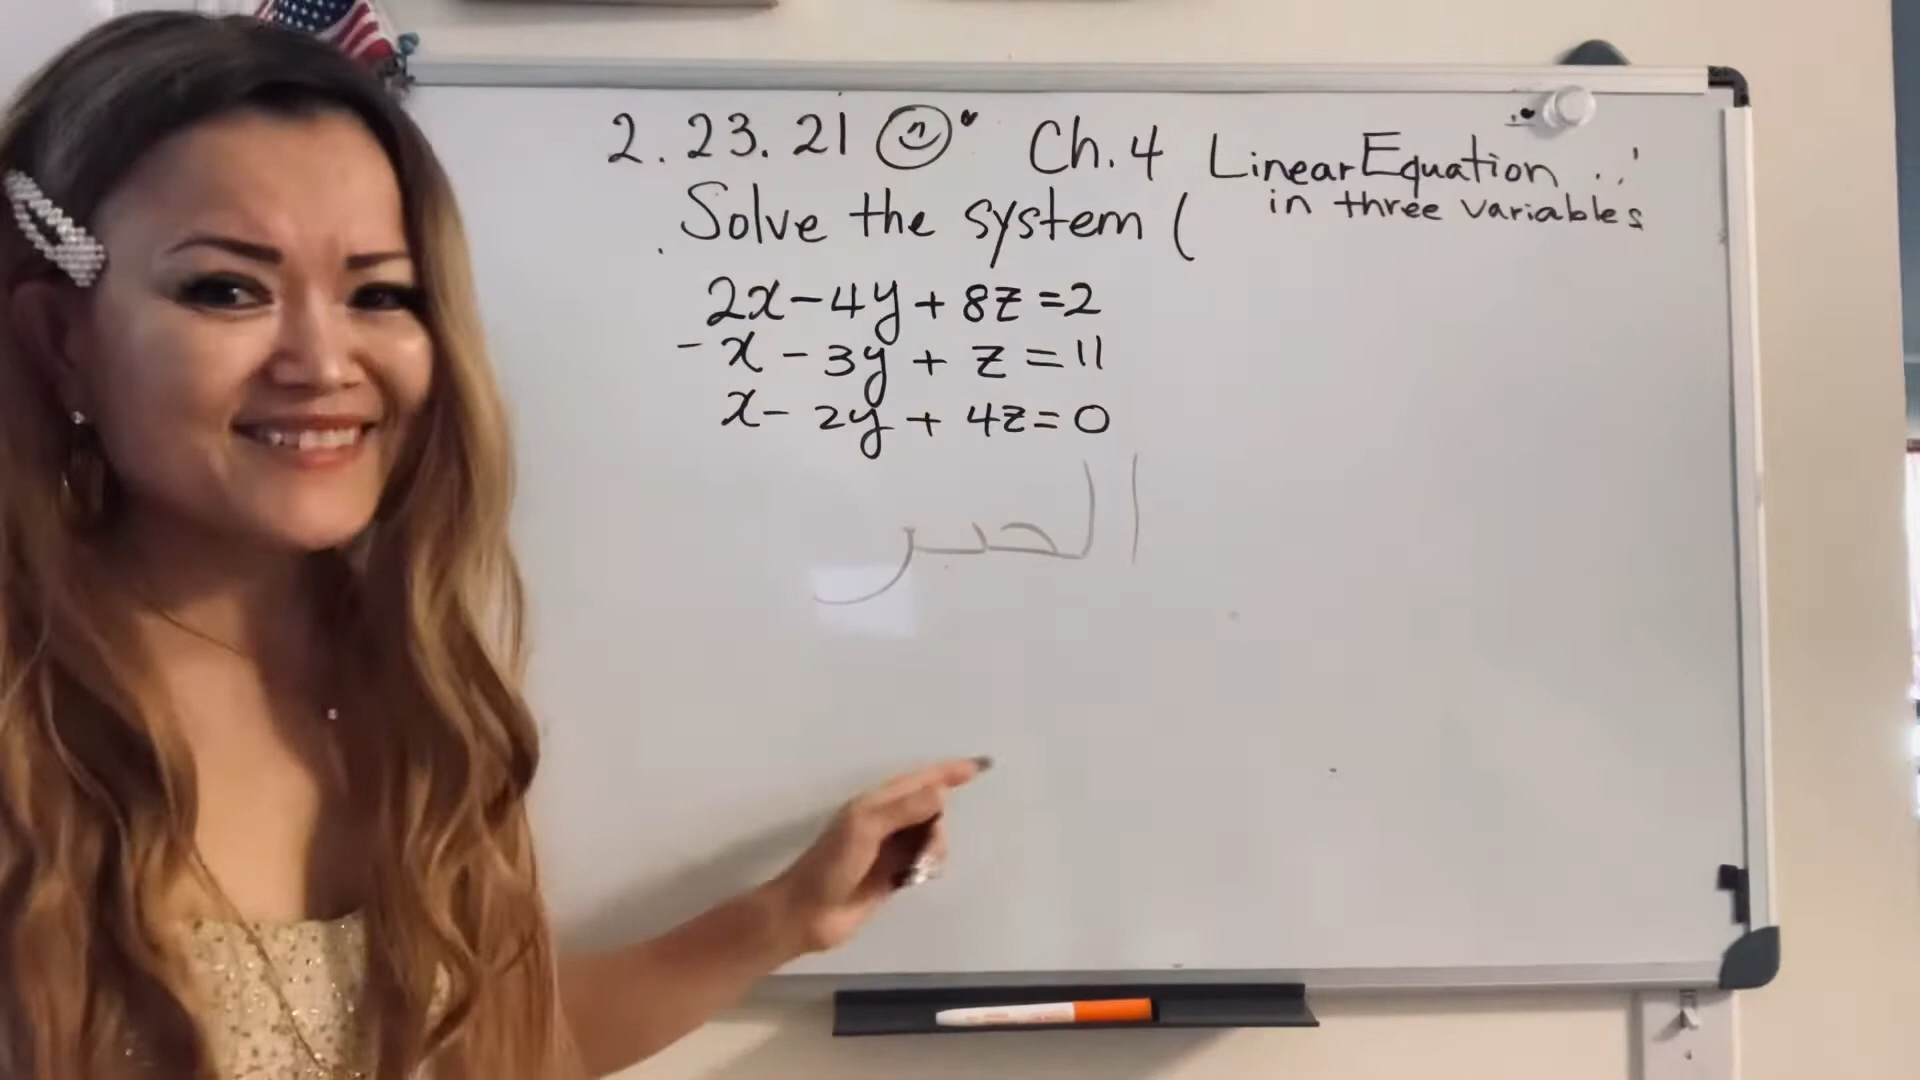 2.23.21 Ch.4 Linear Equation
in three variables
Solve the system (
2x-4y+8z=2
-x-3y+z=11
x-2y+4z=0